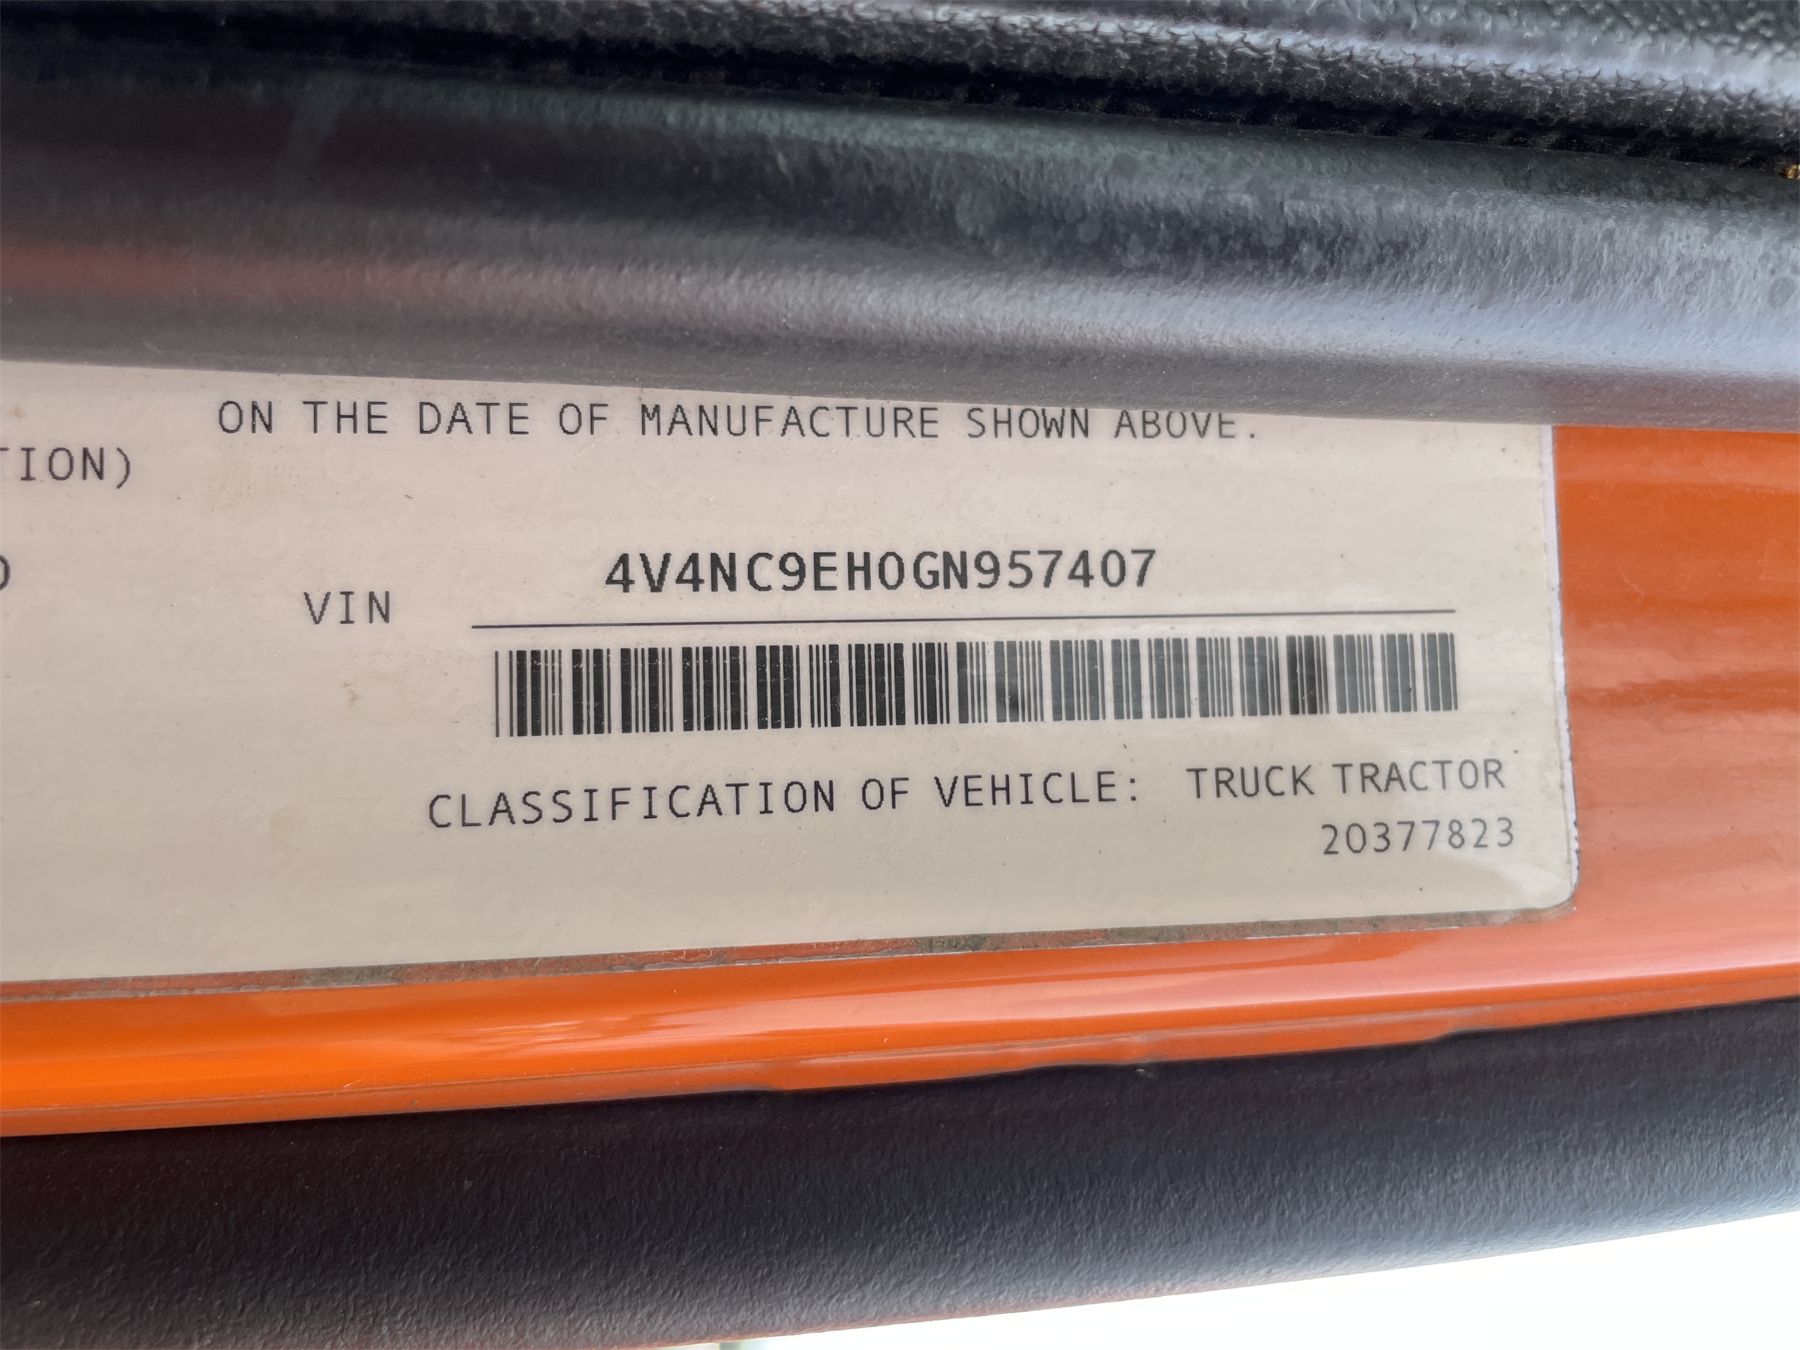 ON THE DATE OF MANUFACTURE SHOWN ABOVE.
TION)
4V4NC9EH0GN957407
VIN
CLASSIFICATION OF VEHICLE: TRUCK TRACTOR
20377823